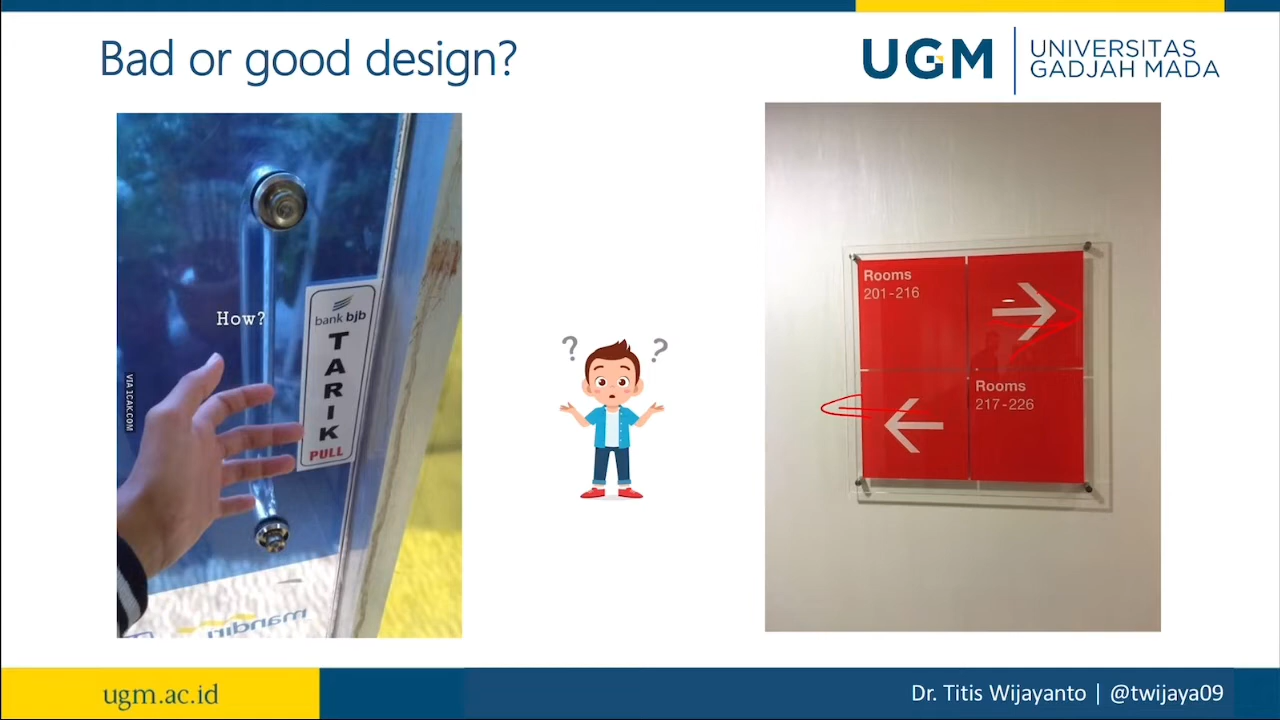 Bad or good design?
UGM
UNIVERSITAS
GADJAH MADA
How?
bank bjb
TARIK
PULL
VIA 1CAK.COM
mandiri
? ?
Rooms
201-216
Rooms
217-226
ugm.ac.id
Dr. Titis Wijayanto | @twijaya09